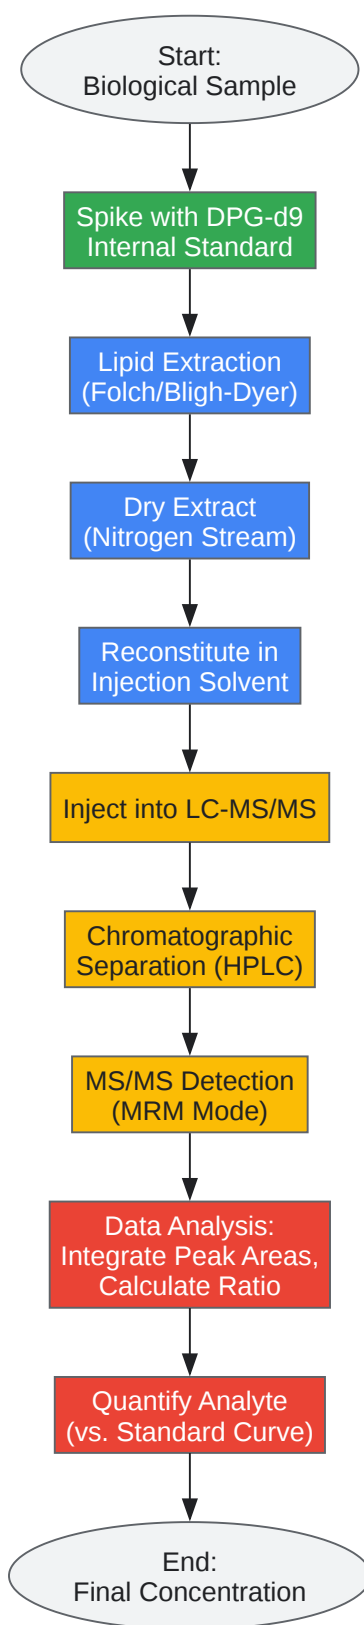 Start:
Biological Sample
Spike with DPG-d9
Internal Standard
Lipid Extraction
(Folch/Bligh-Dyer)
Dry Extract
(Nitrogen Stream)
Reconstitute in
Injection Solvent
Inject into LC-MS/MS
Chromatographic
Separation (HPLC)
MS/MS Detection
(MRM Mode)
Data Analysis:
Integrate Peak Areas,
Calculate Ratio
Quantify Analyte
(vs. Standard Curve)
End:
Final Concentration